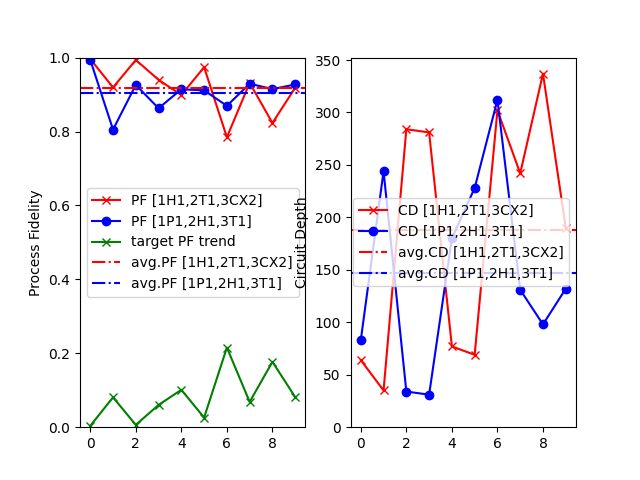 1.0
0.8
0.6
0.4
0.2
0.0
Process Fidelity
PF [1H1,2T1,3CX2]
PF [1P1,2H1,3T1]
target PF trend
avg.PF [1H1,2T1,3CX2]
avg.PF [1P1,2H1,3T1]
0 2 4 6 8
350
300
250
200
150
100
50
0
Circuit Depth
CD [1H1,2T1,3CX2]
CD [1P1,2H1,3T1]
avg.CD [1H1,2T1,3CX2]
avg.CD [1P1,2H1,3T1]
0 2 4 6 8